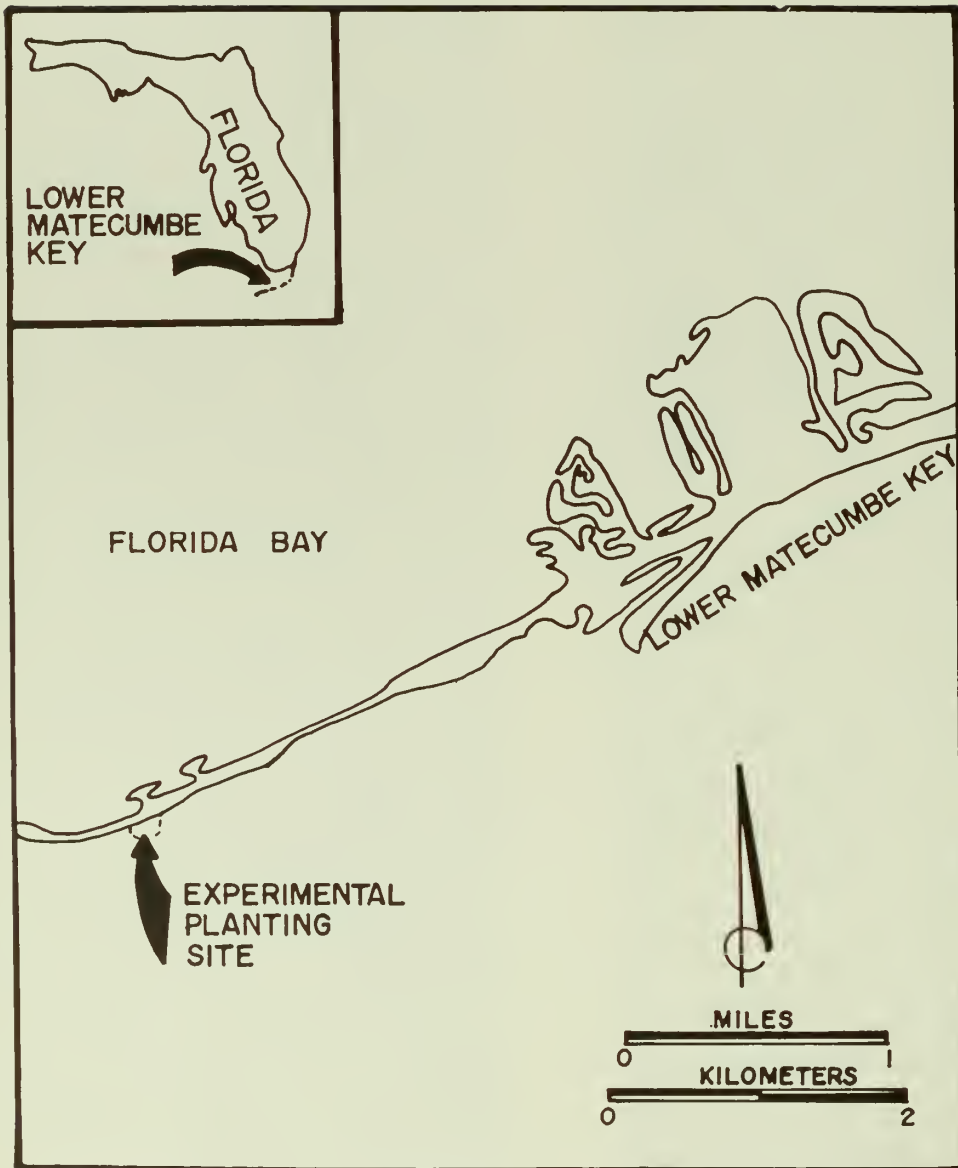 FLORIDA
LOWER
MATECUMBE
KEY
FLORIDA BAY
LOWER MATECUMBE KEY
EXPERIMENTAL
PLANTING
SITE
MILES
0 1
KILOMETERS
0 2